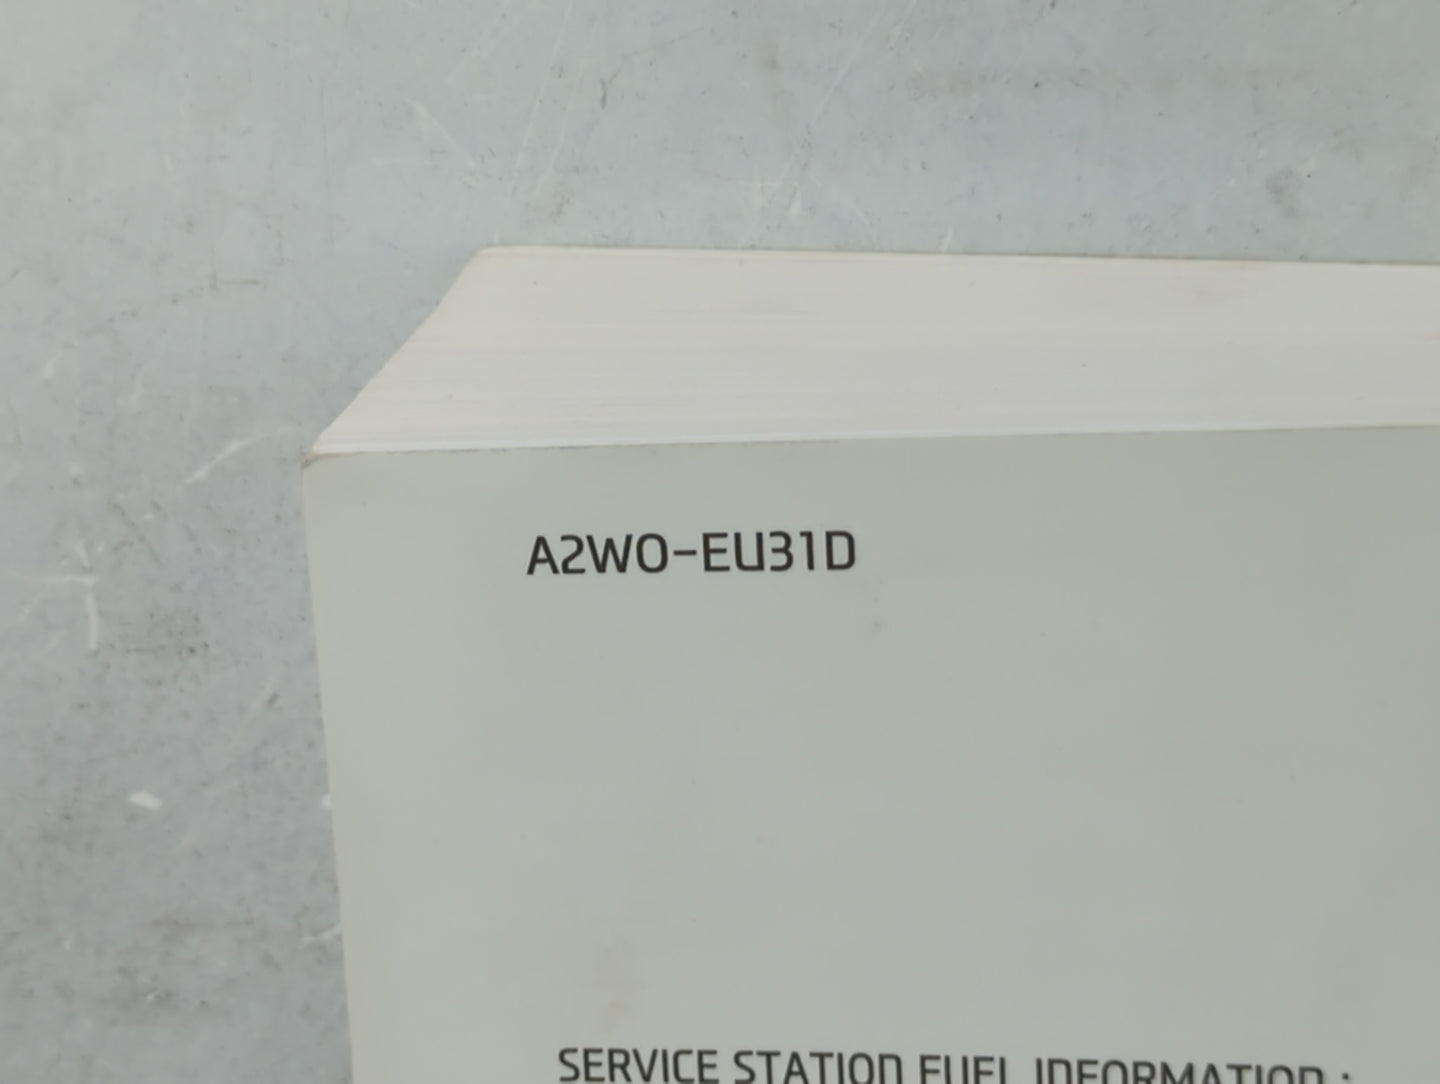 A2WO-EU31D
SERVICE STATION FUEL INFORMATION :